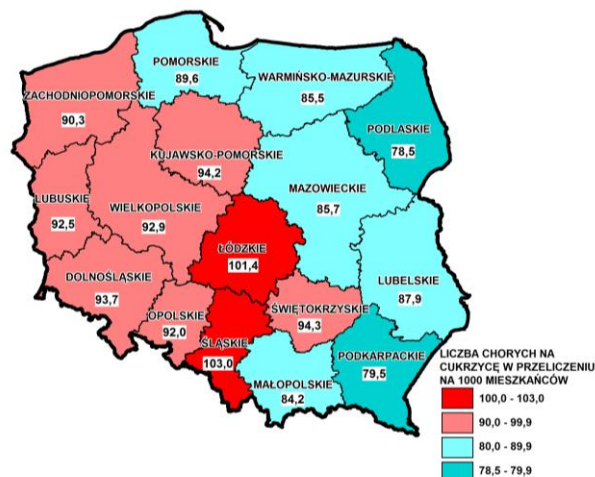 POMORSKIE
89,6
WARMIŃSKO-MAZURSKIE
85,5
ZACHODNIOPOMORSKIE
90,3
PODLASKIE
78,5
KUJAWSKO-POMORSKIE
94,2
MAZOWIECKIE
85,7
LUBUSKIE
92,5
WIELKOPOLSKIE
92,9
ŁÓDZKIE
101,4
DOLNOŚLĄSKIE
93,7
LUBELSKIE
87,9
OPOLSKIE
92,0
ŚWIĘTOKRZYSKIE
94,3
ŚLĄSKIE
103,0
PODKARPACKIE
79,5
MAŁOPOLSKIE
84,2
LICZBA CHORYCH NA
CUKRZYCĘ W PRZELICZENIU
NA 1000 MIESZKAŃCÓW
100,0 - 103,0
90,0 - 99,9
80,0 - 89,9
78,5 - 79,9